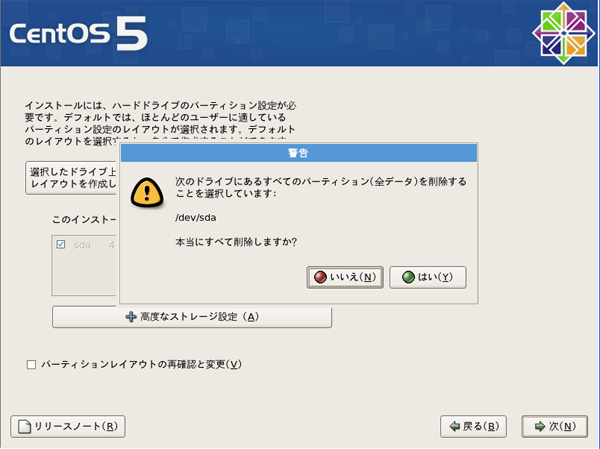 CentOS 5
インストールには、ハードドライブのパーティション設定が必
要です。デフォルトでは、ほとんどのユーザーに適している
パーティション設定のレイアウトが選択されます。デフォルト
のレイアウトを選択する
警告
選択したドライブ上
レイアウトを作成し
次のドライブにあるすべてのパーティション(全データ)を削除する
ことを選択しています:
/dev/sda
本当にすべて削除しますか?
いいえ(N)
はい(Y)
このインストー
sda 4
高度なストレージ設定 (A)
パーティションレイアウトの再確認と変更(V)
リリースノート(R)
戻る(B)
次(N)